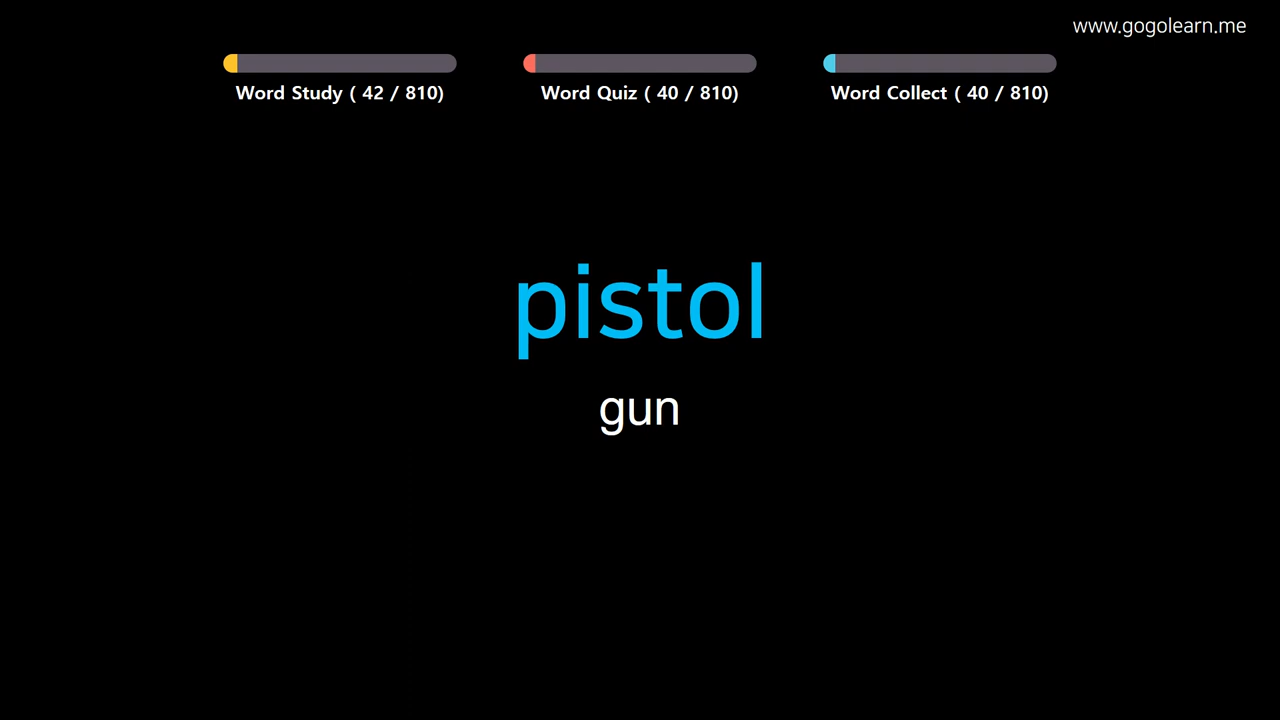 www.gogolearn.me
Word Study ( 42 / 810)
Word Quiz ( 40 / 810)
Word Collect ( 40 / 810)
pistol
gun